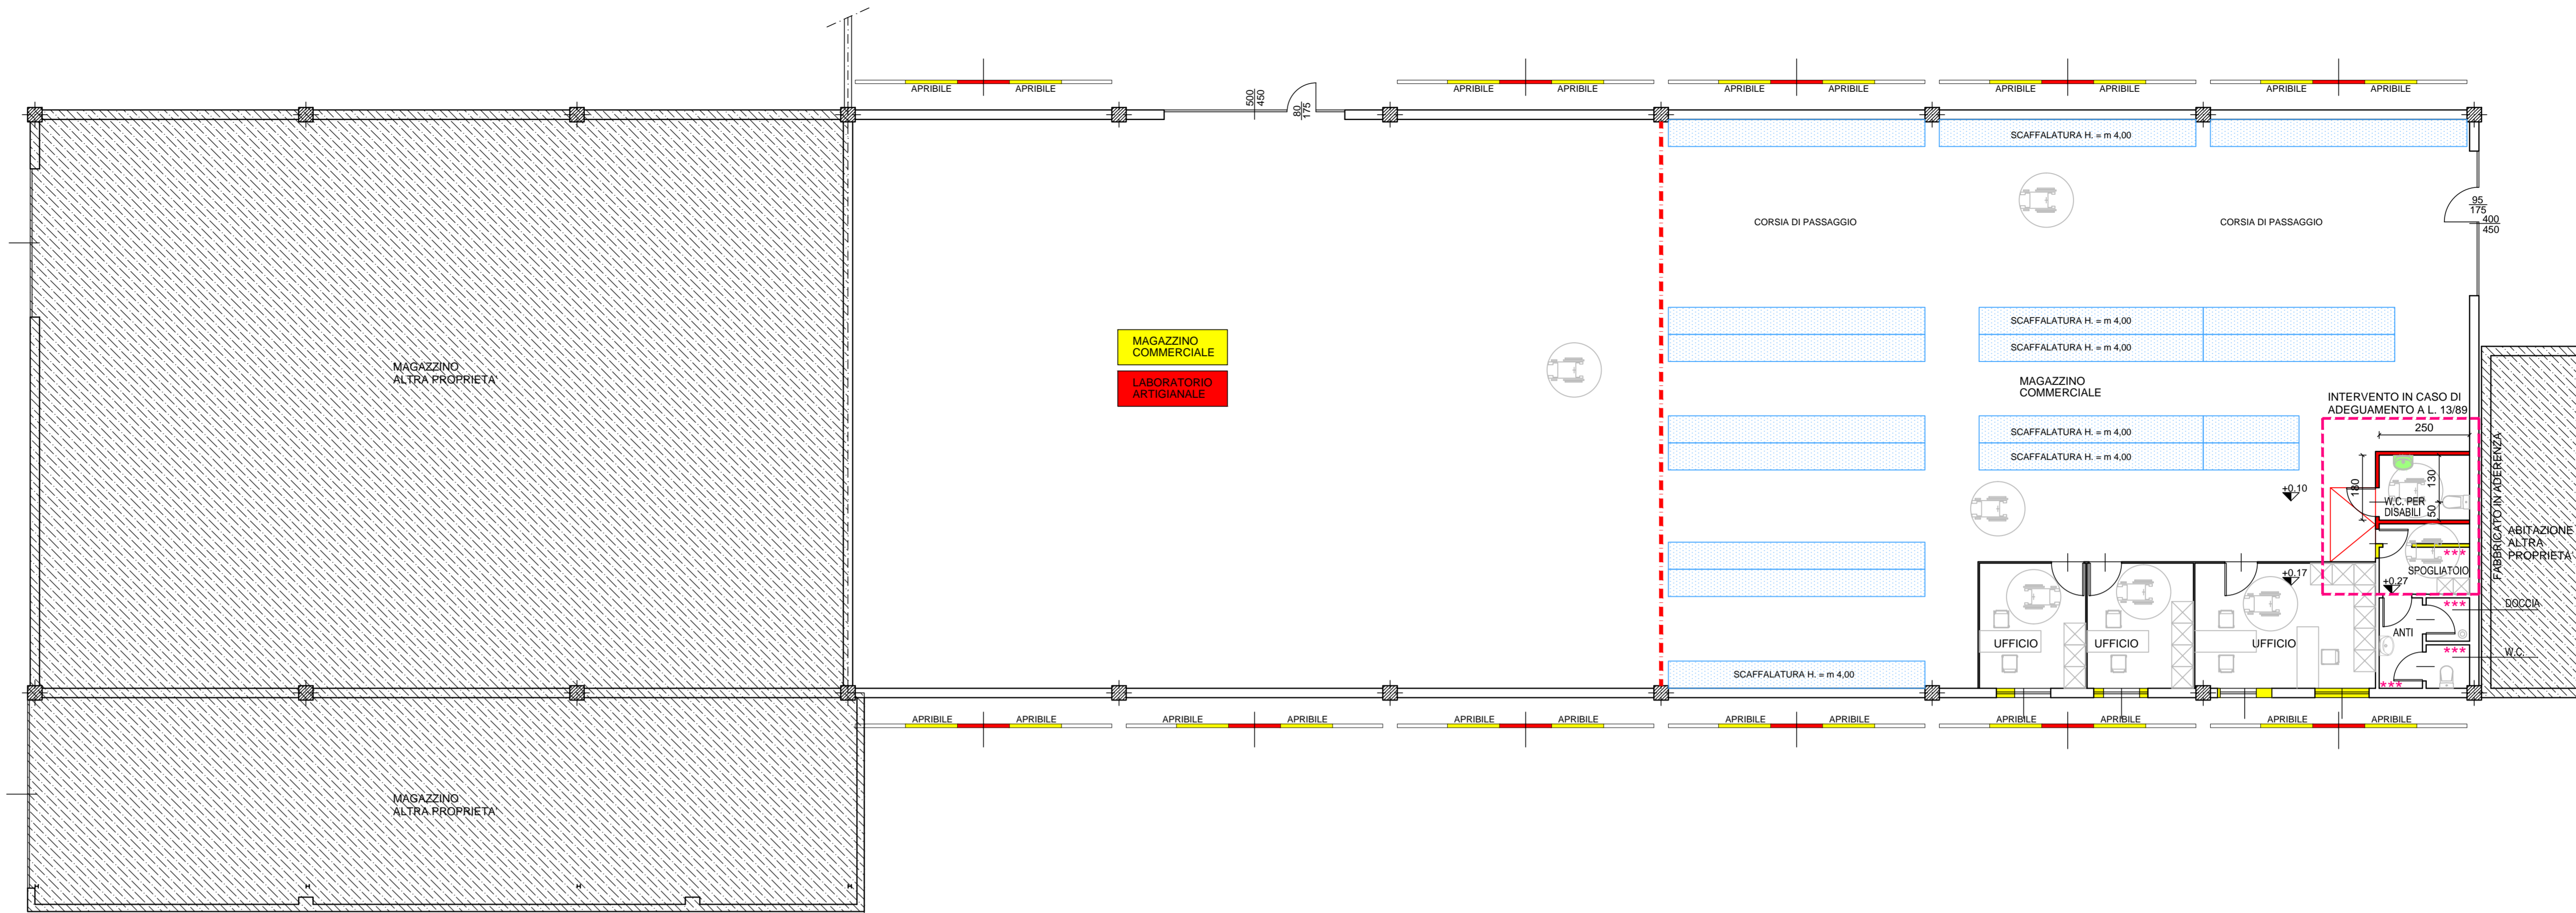 APRIBILE APRIBILE
APRIBILE APRIBILE
APRIBILE APRIBILE
APRIBILE APRIBILE
APRIBILE APRIBILE
500
450
80
175
SCAFFALATURA H. = m 4,00
CORSIA DI PASSAGGIO
CORSIA DI PASSAGGIO
95
175
400
450
MAGAZZINO
ALTRA PROPRIETA'
MAGAZZINO
COMMERCIALE
LABORATORIO
ARTIGIANALE
SCAFFALATURA H. = m 4,00
SCAFFALATURA H. = m 4,00
MAGAZZINO
COMMERCIALE
INTERVENTO IN CASO DI
ADEGUAMENTO A L. 13/89
SCAFFALATURA H. = m 4,00
SCAFFALATURA H. = m 4,00
250
180
130
50
W.C. PER
DISABILI
FABBRICATO IN ADERENZA
ABITAZIONE
ALTRA
PROPRIETA'
+0.10
+0.17
+0.27
***
SPOGLIATOIO
***
DOCCIA
ANTI
***
W.C.
***
UFFICIO
UFFICIO
UFFICIO
SCAFFALATURA H. = m 4,00
APRIBILE APRIBILE
APRIBILE APRIBILE
APRIBILE APRIBILE
APRIBILE APRIBILE
APRIBILE APRIBILE
APRIBILE APRIBILE
MAGAZZINO
ALTRA PROPRIETA'
H
H
H
H